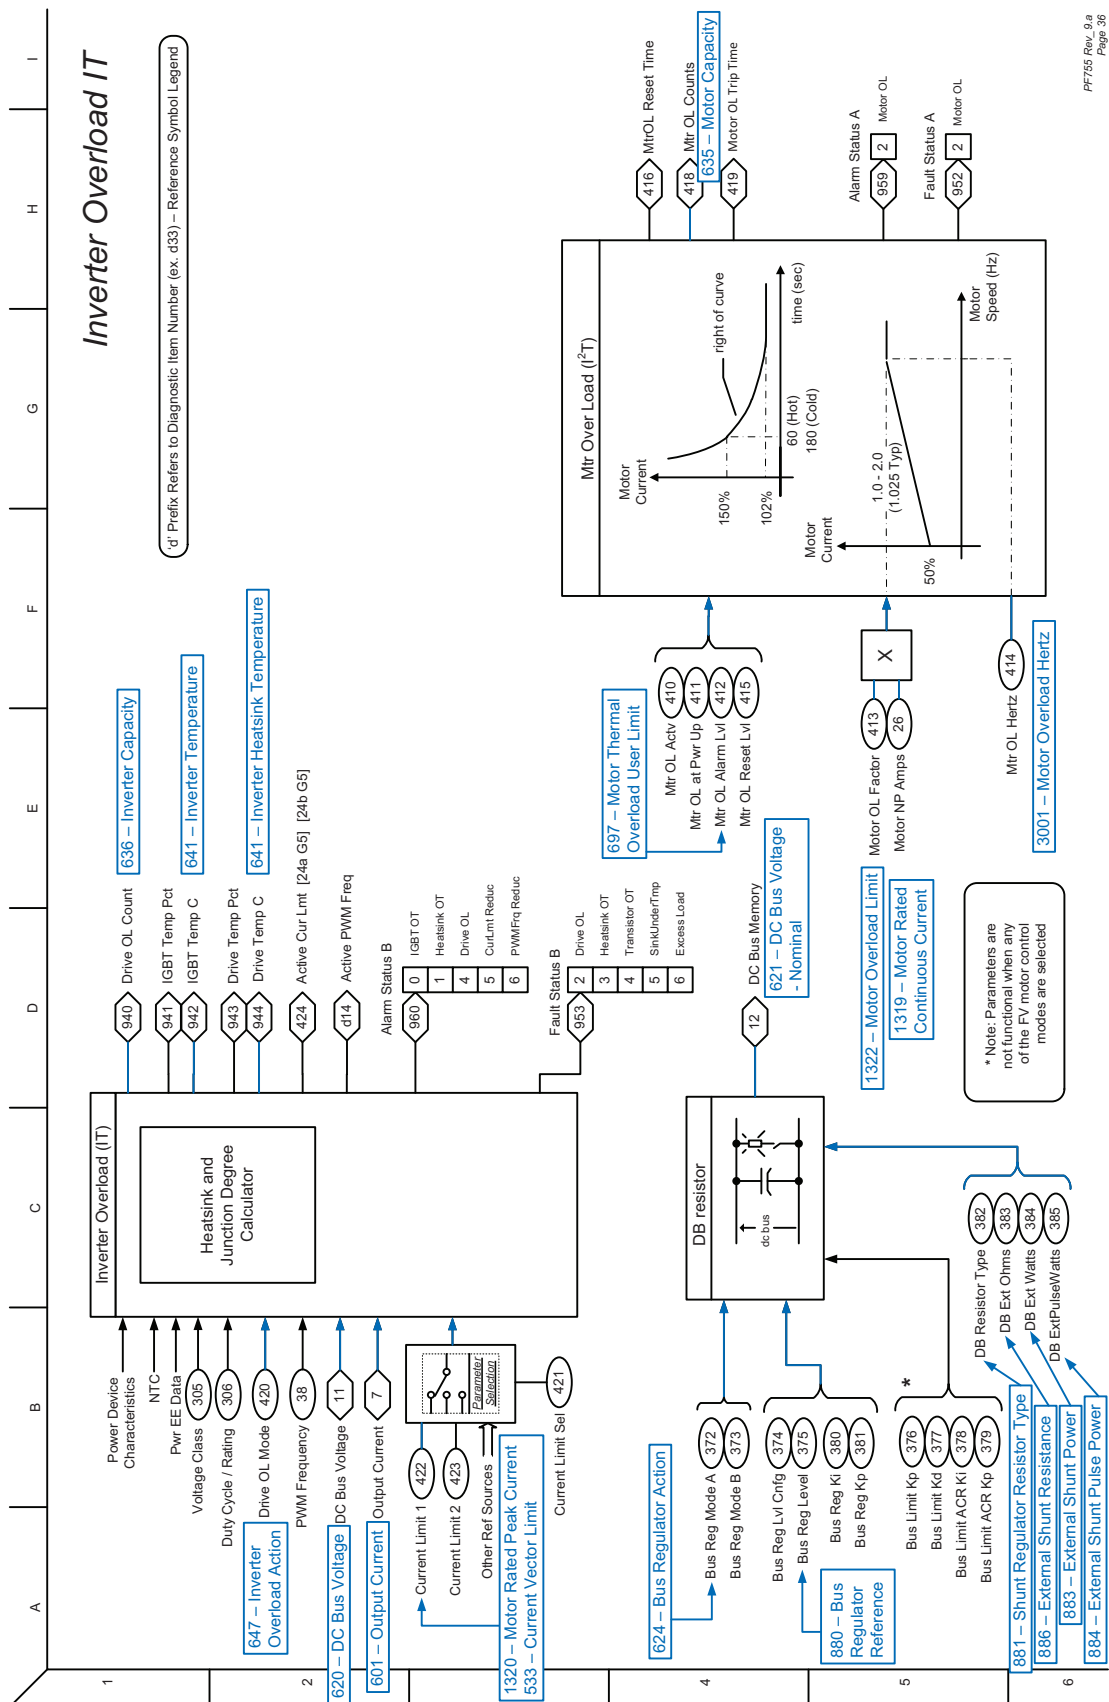 Inverter Overload IT
'd' Prefix Refers to Diagnostic Item Number (ex. d33) – Reference Symbol Legend
A
B
C
D
E
F
G
H
I
1
2
4
5
6
Inverter Overload (IT)
Heatsink and
Junction Degree
Calculator
Power Device
Characteristics
NTC
Pwr EE Data
Voltage Class
305
Duty Cycle / Rating
306
647 – Inverter
Overload Action
Drive OL Mode
420
PWM Frequency
38
620 – DC Bus Voltage
DC Bus Voltage
11
601 – Output Current
Output Current
7
Current Limit 1
422
Current Limit 2
423
Other Ref Sources
Parameter
Selection
Current Limit Sel
421
1320 – Motor Rated Peak Current
533 – Current Vector Limit
940
Drive OL Count
636 – Inverter Capacity
941
IGBT Temp Pct
942
IGBT Temp C
641 – Inverter Temperature
943
Drive Temp Pct
944
Drive Temp C
641 – Inverter Heatsink Temperature
424
Active Cur Lmt [24a G5] [24b G5]
d14
Active PWM Freq
Alarm Status B
960
0 IGBT OT
1 Heatsink OT
4 Drive OL
5 CurLmt Reduc
6 PWMFrq Reduc
Fault Status B
953
2 Drive OL
3 Heatsink OT
4 Transistor OT
5 SinkUnderTmp
6 Excess Load
697 – Motor Thermal
Overload User Limit
Mtr OL Actv
410
Mtr OL at Pwr Up
411
Mtr OL Alarm Lvl
412
Mtr OL Reset Lvl
415
Motor OL Factor
413
Motor NP Amps
26
X
1322 – Motor Overload Limit
1319 – Motor Rated
Continuous Current
Mtr OL Hertz
414
3001 – Motor Overload Hertz
Mtr Over Load (I²T)
Motor
Current
150%
102%
right of curve
60 (Hot)
180 (Cold)
time (sec)
Motor
Current
1.0 - 2.0
(1.025 Typ)
50%
Motor
Speed (Hz)
416
MtrOL Reset Time
418
Mtr OL Counts
635 – Motor Capacity
419
Motor OL Trip Time
Alarm Status A
959
2
Motor OL
Fault Status A
952
2
Motor OL
624 – Bus Regulator Action
Bus Reg Mode A
372
Bus Reg Mode B
373
Bus Reg Lvl Cnfg
374
Bus Reg Level
375
Bus Reg Ki
380
Bus Reg Kp
381
880 – Bus
Regulator
Reference
*
Bus Limit Kp
376
Bus Limit Kd
377
Bus Limit ACR Ki
378
Bus Limit ACR Kp
379
DB resistor
dc bus
12
DC Bus Memory
621 – DC Bus Voltage
- Nominal
DB Resistor Type
382
DB Ext Ohms
383
DB Ext Watts
384
DB ExtPulseWatts
385
881 – Shunt Regulator Resistor Type
886 – External Shunt Resistance
883 – External Shunt Power
884 – External Shunt Pulse Power
* Note: Parameters are
not functional when any
of the FV motor control
modes are selected
PF755 Rev_9.a
Page 36